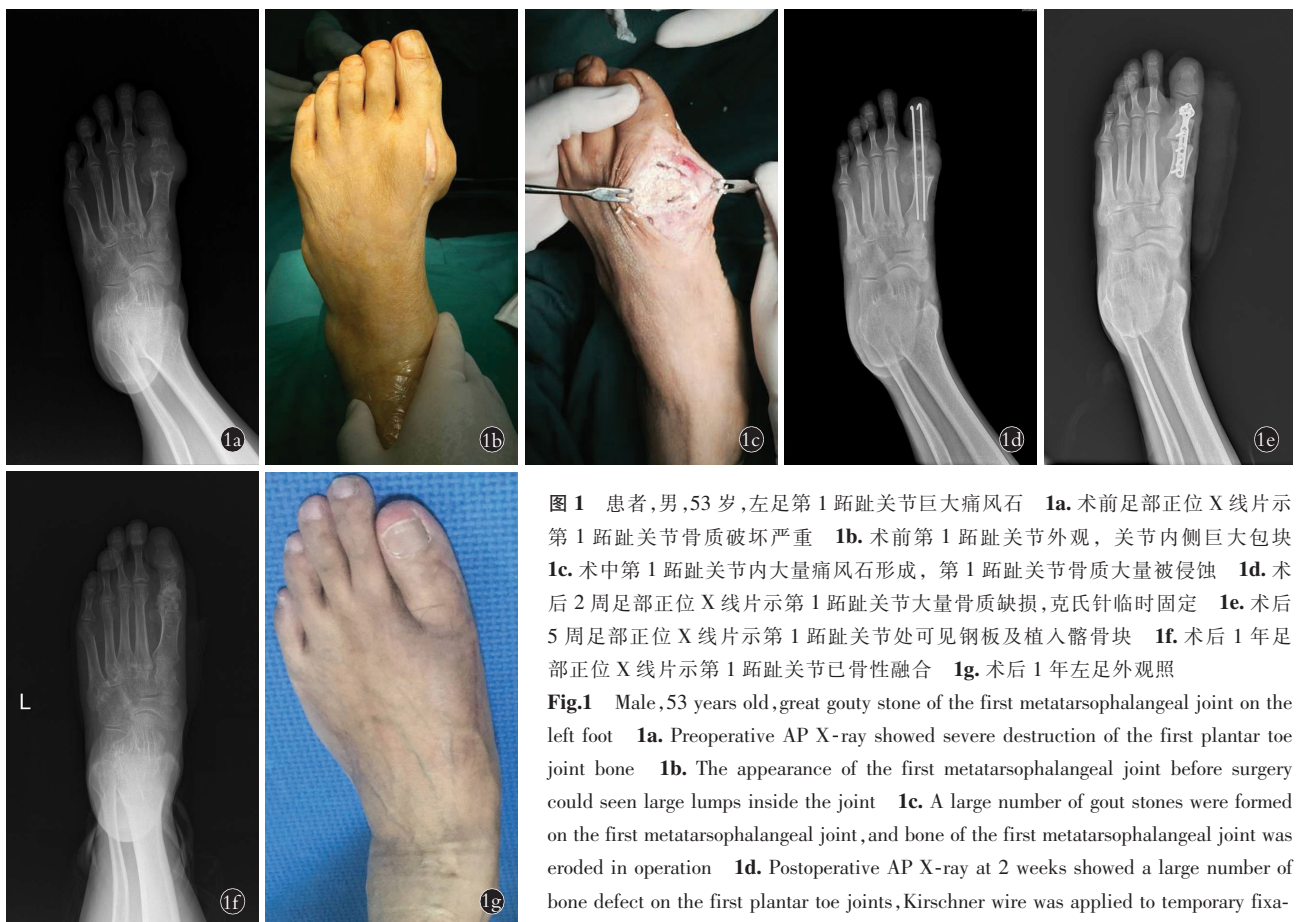 1a
1b
1c
1d
1e
L
1f
1g
图 1 患者,男,53 岁,左足第 1 跖趾关节巨大痛风石 1a. 术前足部正位 X 线片示
第 1 跖趾关节骨质破坏严重 1b. 术前第 1 跖趾关节外观，关节内侧巨大包块
1c. 术中第 1 跖趾关节内大量痛风石形成，第 1 跖趾关节骨质大量被侵蚀 1d. 术
后 2 周足部正位 X 线片示第 1 跖趾关节大量骨质缺损,克氏针临时固定 1e. 术后
5 周足部正位 X 线片示第 1 跖趾关节处可见钢板及植入髂骨块 1f. 术后 1 年足
部正位 X 线片示第 1 跖趾关节已骨性融合 1g. 术后 1 年左足外观照
Fig.1 Male,53 years old,great gouty stone of the first metatarsophalangeal joint on the
left foot 1a. Preoperative AP X-ray showed severe destruction of the first plantar toe
joint bone 1b. The appearance of the first metatarsophalangeal joint before surgery
could seen large lumps inside the joint 1c. A large number of gout stones were formed
on the first metatarsophalangeal joint,and bone of the first metatarsophalangeal joint was
eroded in operation 1d. Postoperative AP X-ray at 2 weeks showed a large number of
bone defect on the first plantar toe joints,Kirschner wire was applied to temporary fixa-